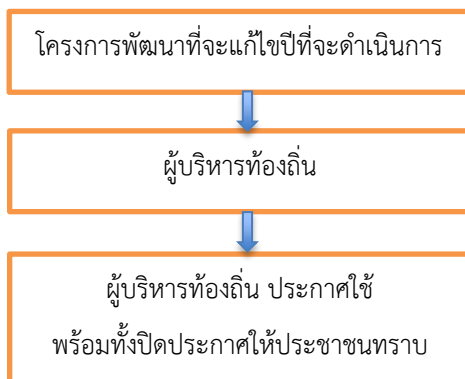 โครงการพัฒนาที่จะแก้ไขปีที่จะดำเนินการ
ผู้บริหารท้องถิ่น
ผู้บริหารท้องถิ่น ประกาศใช้
พร้อมทั้งปิดประกาศให้ประชาชนทราบ